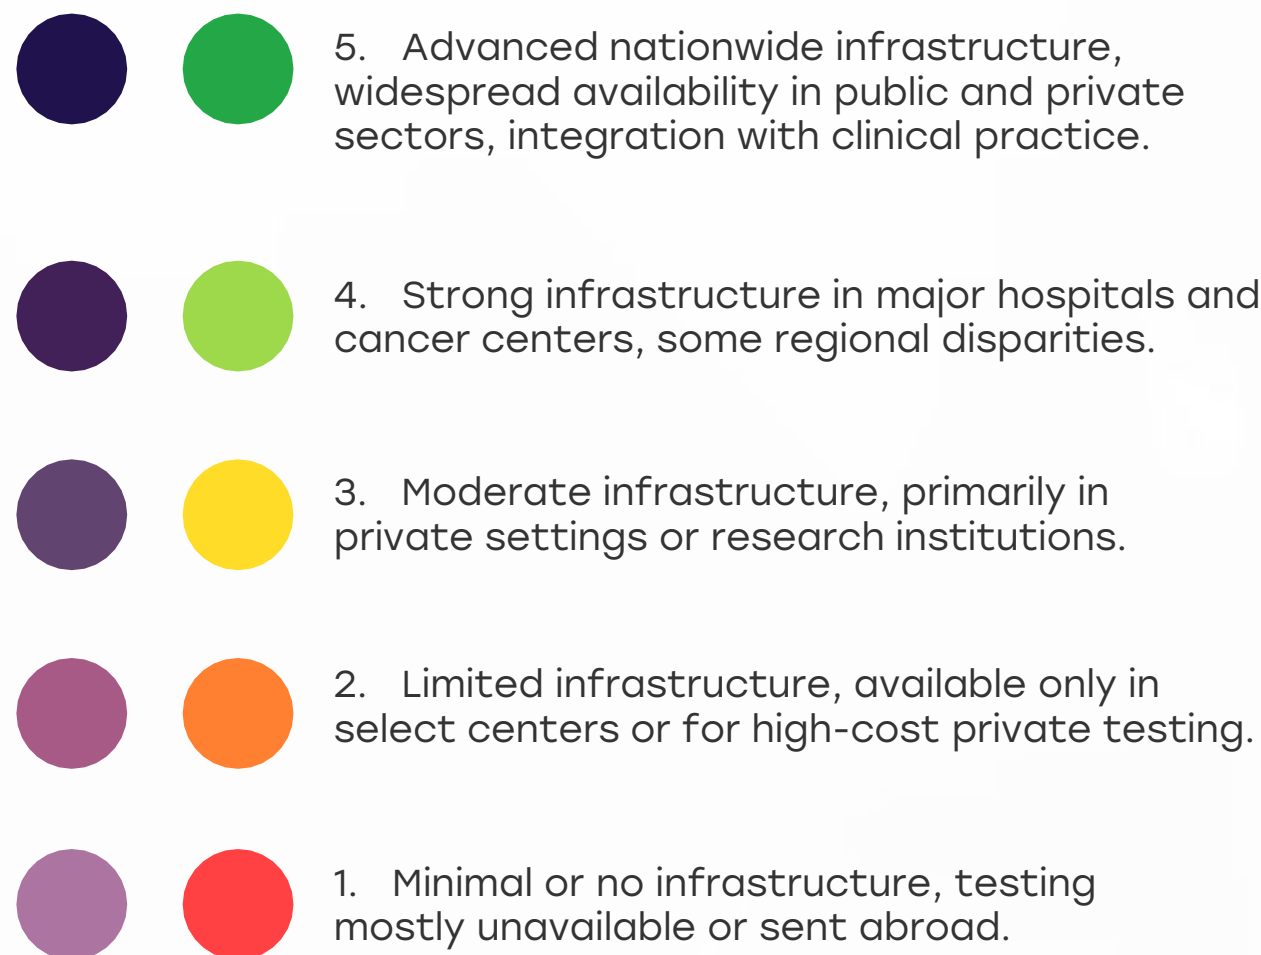 5. Advanced nationwide infrastructure,
widespread availability in public and private
sectors, integration with clinical practice.
4. Strong infrastructure in major hospitals and
cancer centers, some regional disparities.
3. Moderate infrastructure, primarily in
private settings or research institutions.
2. Limited infrastructure, available only in
select centers or for high-cost private testing.
1. Minimal or no infrastructure, testing
mostly unavailable or sent abroad.